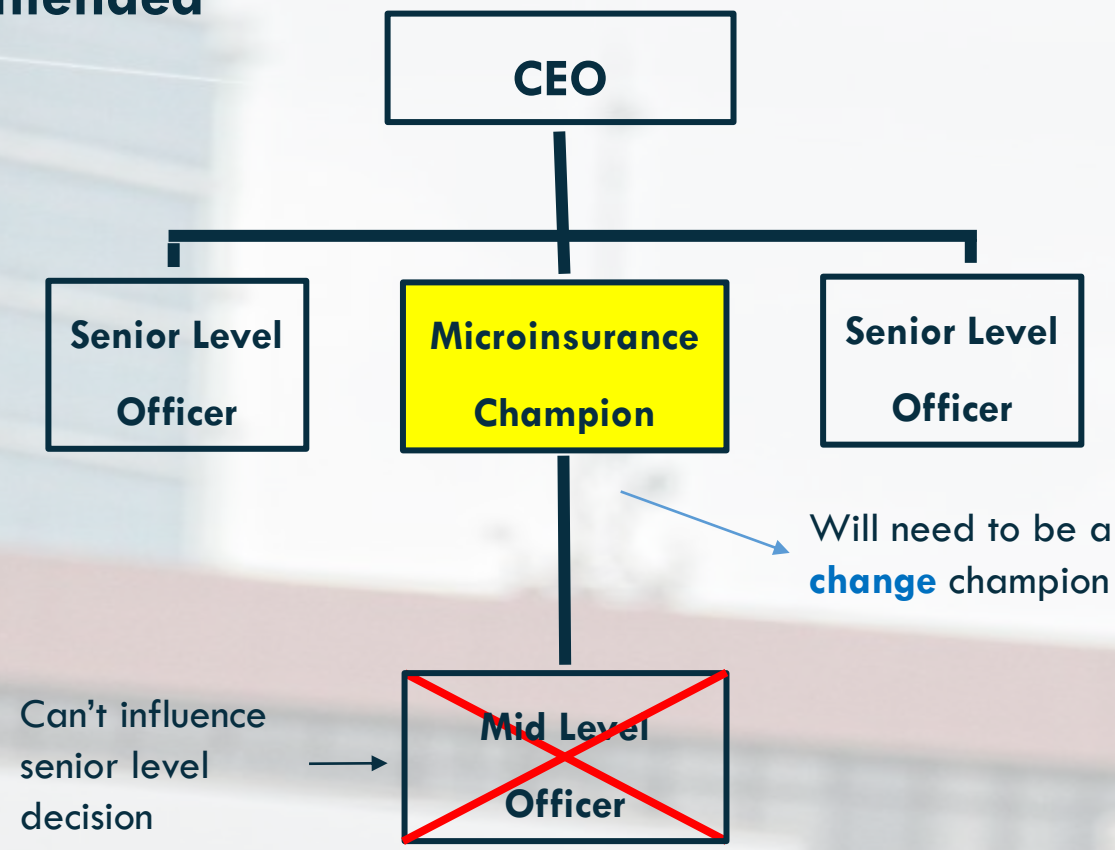 CEO
Senior Level
Officer
Microinsurance
Champion
Senior Level
Officer
Will need to be a
change champion
Can't influence
senior level
decision
Mid Level
Officer